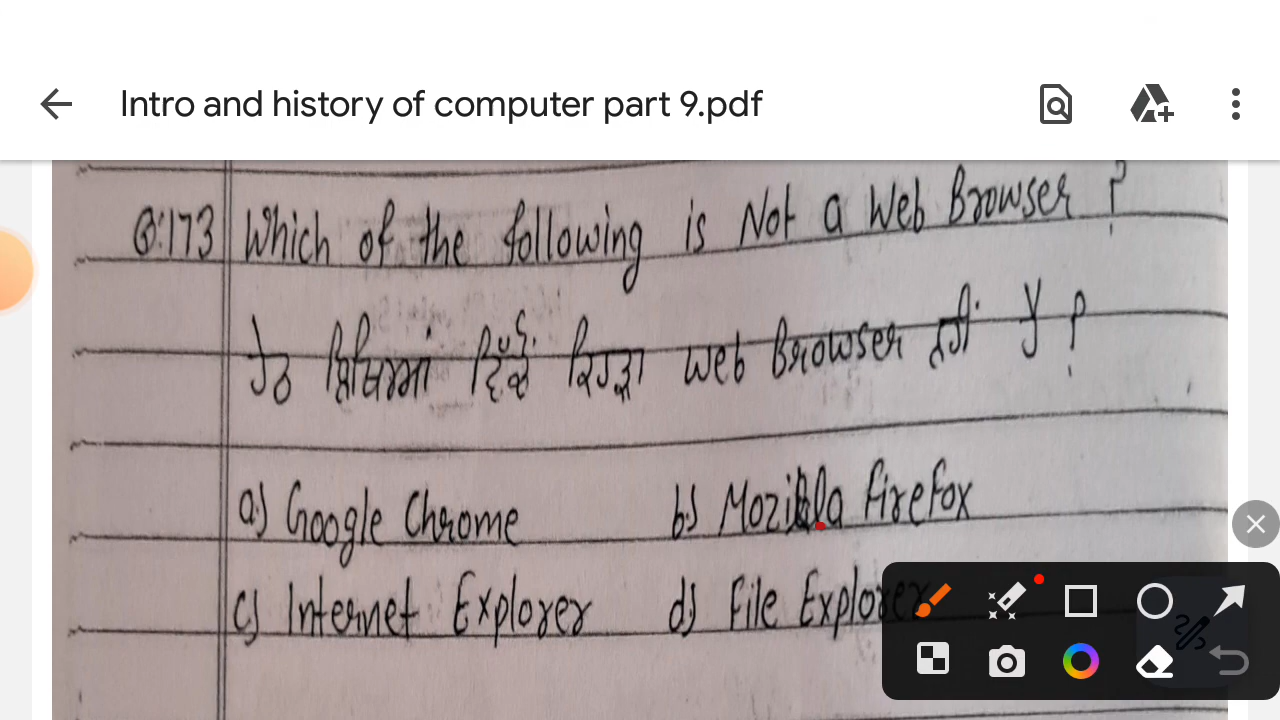 Intro and history of computer part 9.pdf
Q:173 Which of the following is Not a Web Browser ?
ਹੇਠ ਲਿਖਿਆਂ ਵਿੱਚੋਂ ਕਿਹੜਾ Web Browser ਨਹੀਂ ਹੈ ?
a.) Google Chrome b.) Mozilla Firefox
c.) Internet Explorer d.) File Explorer